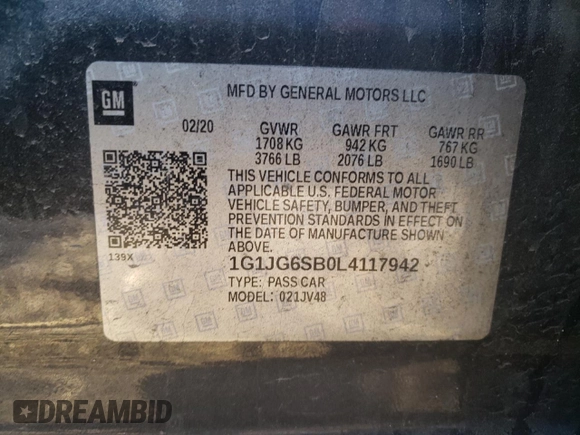 GM
MFD BY GENERAL MOTORS LLC
02/20 GVWR GAWR FRT GAWR RR
1708 KG 942 KG 767 KG
3766 LB 2076 LB 1690 LB
THIS VEHICLE CONFORMS TO ALL
APPLICABLE U.S. FEDERAL MOTOR
VEHICLE SAFETY, BUMPER, AND THEFT
PREVENTION STANDARDS IN EFFECT ON
THE DATE OF MANUFACTURE SHOWN
ABOVE.
139X
1G1JG6SB0L4117942
TYPE: PASS CAR
MODEL: 021JV48
DREAMBID